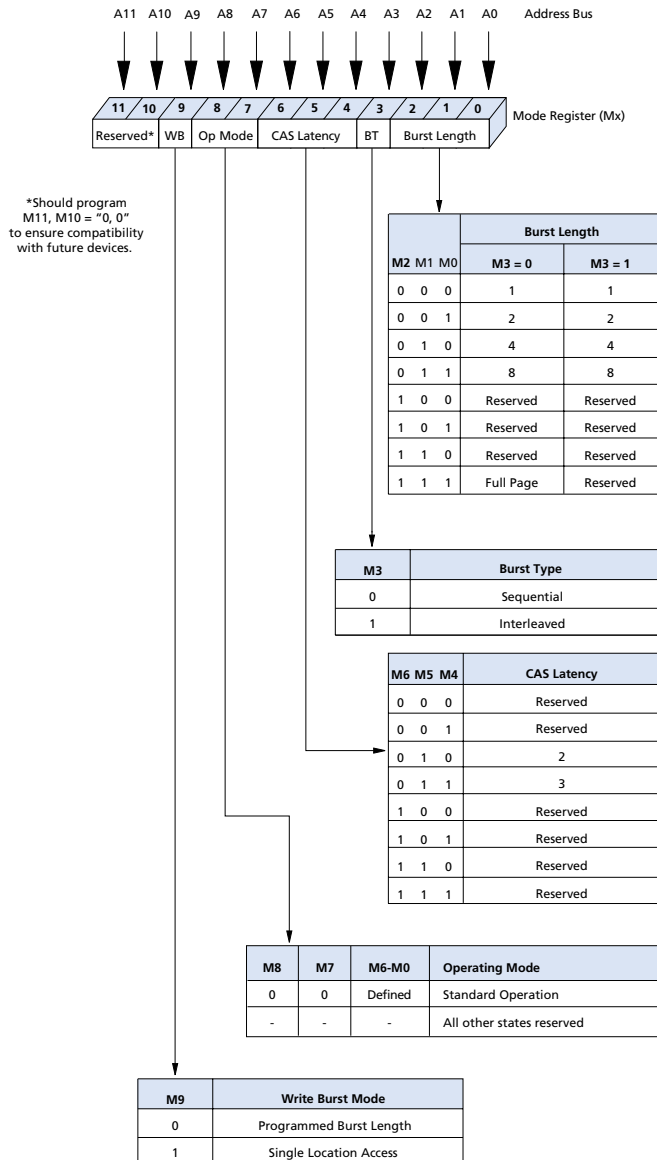 A11 A10 A9 A8 A7 A6 A5 A4 A3 A2 A1 A0 Address Bus
11 10 9 8 7 6 5 4 3 2 1 0
Mode Register (Mx)
Reserved* WB Op Mode CAS Latency BT Burst Length
*Should program
M11, M10 = “0, 0”
to ensure compatibility
with future devices.
Burst Length
M2 M1 M0 M3 = 0 M3 = 1
0 0 0 1 1
0 0 1 2 2
0 1 0 4 4
0 1 1 8 8
1 0 0 Reserved Reserved
1 0 1 Reserved Reserved
1 1 0 Reserved Reserved
1 1 1 Full Page Reserved
M3 Burst Type
0 Sequential
1 Interleaved
M6 M5 M4 CAS Latency
0 0 0 Reserved
0 0 1 Reserved
0 1 0 2
0 1 1 3
1 0 0 Reserved
1 0 1 Reserved
1 1 0 Reserved
1 1 1 Reserved
M8 M7 M6-M0 Operating Mode
0 0 Defined Standard Operation
- - - All other states reserved
M9 Write Burst Mode
0 Programmed Burst Length
1 Single Location Access